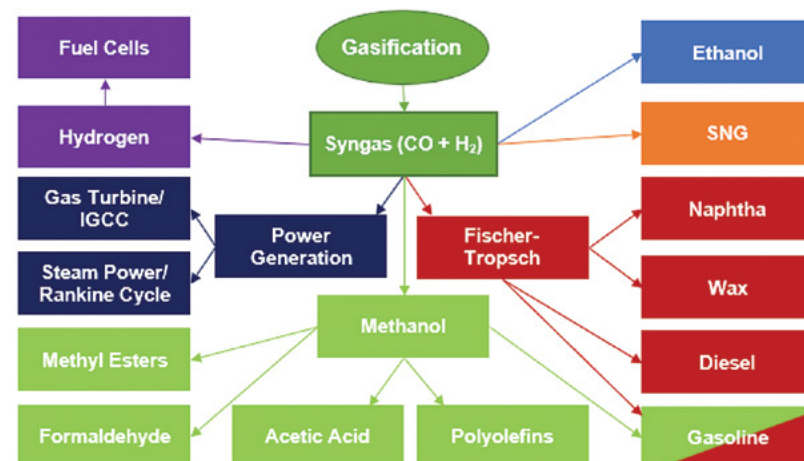 Fuel Cells
Gasification
Ethanol
Hydrogen
Syngas (CO + H₂)
SNG
Gas Turbine/
IGCC
Power
Generation
Fischer-
Tropsch
Naphtha
Steam Power/
Rankine Cycle
Wax
Methanol
Methyl Esters
Diesel
Formaldehyde
Acetic Acid
Polyolefins
Gasoline